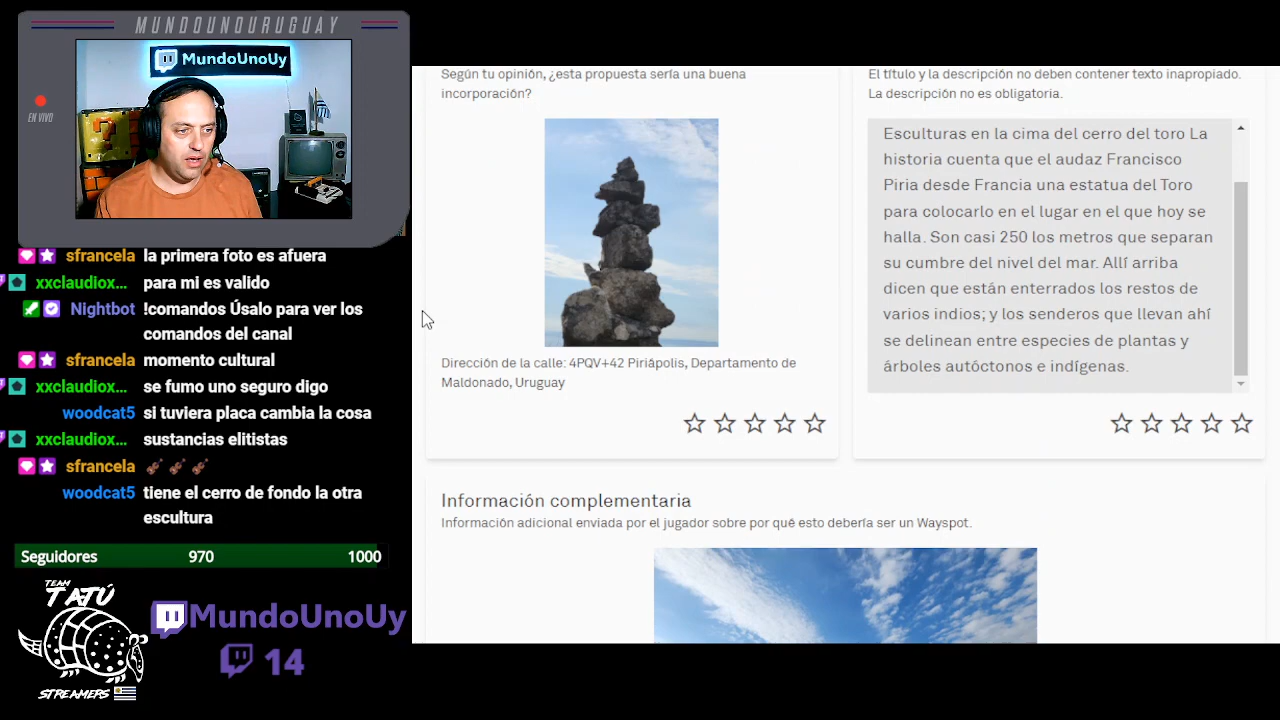 MUNDOUNOURUGUAY
MundoUnoUy
EN VIVO
sfrancela la primera foto es afuera
xxclaudiox... para mi es valido
Nightbot !comandos Úsalo para ver los
comandos del canal
sfrancela momento cultural
xxclaudiox... se fumo uno seguro digo
woodcat5 si tuviera placa cambia la cosa
xxclaudiox... sustancias elitistas
sfrancela
woodcat5 tiene el cerro de fondo la otra
escultura
Seguidores 970 1000
TEAM
TATÚ
STREAMERS
MundoUnoUy
14
Según tu opinión, ¿esta propuesta sería una buena
incorporación?
Dirección de la calle: 4PQV+42 Piriápolis, Departamento de
Maldonado, Uruguay
El título y la descripción no deben contener texto inapropiado.
La descripción no es obligatoria.
Esculturas en la cima del cerro del toro La
historia cuenta que el audaz Francisco
Piria desde Francia una estatua del Toro
para colocarlo en el lugar en el que hoy se
halla. Son casi 250 los metros que separan
su cumbre del nivel del mar. Allí arriba
dicen que están enterrados los restos de
varios indios; y los senderos que llevan ahí
se delinean entre especies de plantas y
árboles autóctonos e indígenas.
Información complementaria
Información adicional enviada por el jugador sobre por qué esto debería ser un Wayspot.